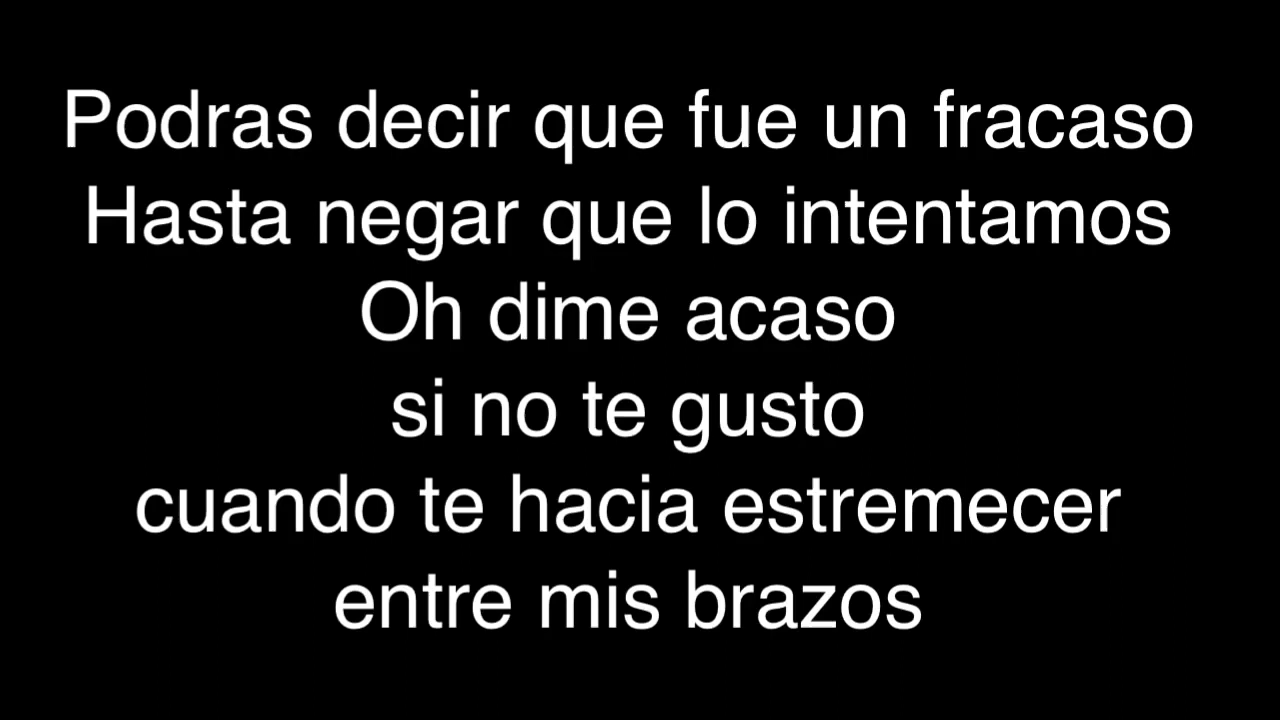 Podras decir que fue un fracaso
Hasta negar que lo intentamos
Oh dime acaso
si no te gusto
cuando te hacia estremecer
entre mis brazos